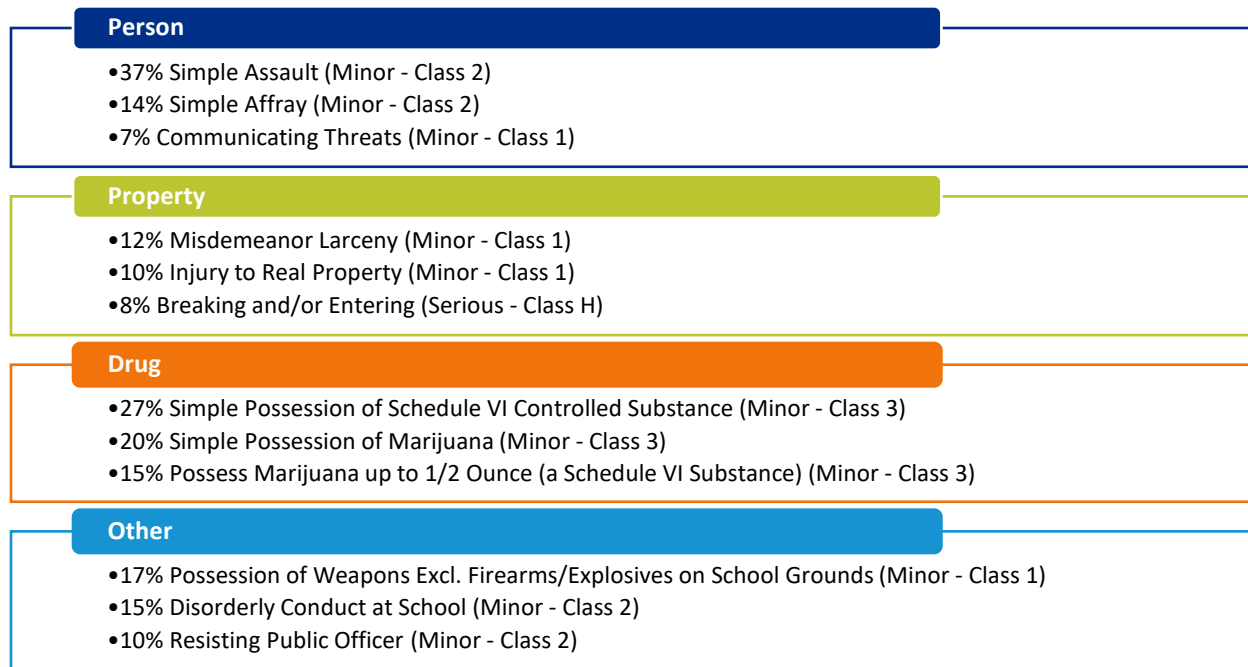 Person
•37% Simple Assault (Minor - Class 2)
•14% Simple Affray (Minor - Class 2)
•7% Communicating Threats (Minor - Class 1)
Property
•12% Misdemeanor Larceny (Minor - Class 1)
•10% Injury to Real Property (Minor - Class 1)
•8% Breaking and/or Entering (Serious - Class H)
Drug
•27% Simple Possession of Schedule VI Controlled Substance (Minor - Class 3)
•20% Simple Possession of Marijuana (Minor - Class 3)
•15% Possess Marijuana up to 1/2 Ounce (a Schedule VI Substance) (Minor - Class 3)
Other
•17% Possession of Weapons Excl. Firearms/Explosives on School Grounds (Minor - Class 1)
•15% Disorderly Conduct at School (Minor - Class 2)
•10% Resisting Public Officer (Minor - Class 2)